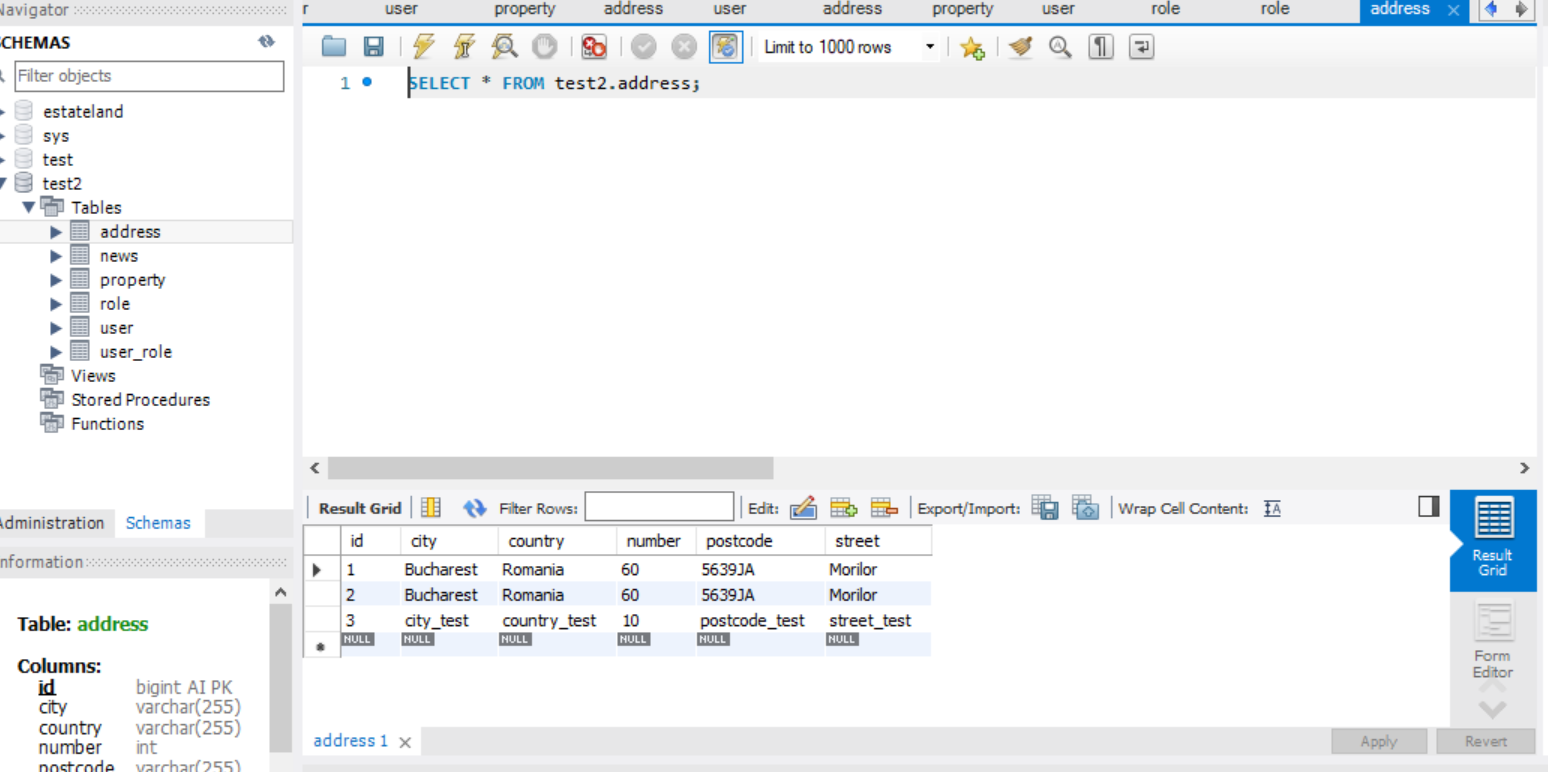 Navigator
r user property address user address property user role role address
SCHEMAS
Limit to 1000 rows
Filter objects
1 SELECT * FROM test2.address;
estateland
sys
test
test2
Tables
address
news
property
role
user
user_role
Views
Stored Procedures
Functions
Result Grid Filter Rows: Edit: Export/Import: Wrap Cell Content:
Administration Schemas
id city country number postcode street
1 Bucharest Romania 60 5639JA Morilor
2 Bucharest Romania 60 5639JA Morilor
3 city_test country_test 10 postcode_test street_test
NULL NULL NULL NULL NULL NULL
Result
Grid
Form
Editor
Information
Table: address
Columns:
id bigint AI PK
city varchar(255)
country varchar(255)
number int
postcode varchar(255)
address 1
Apply Revert